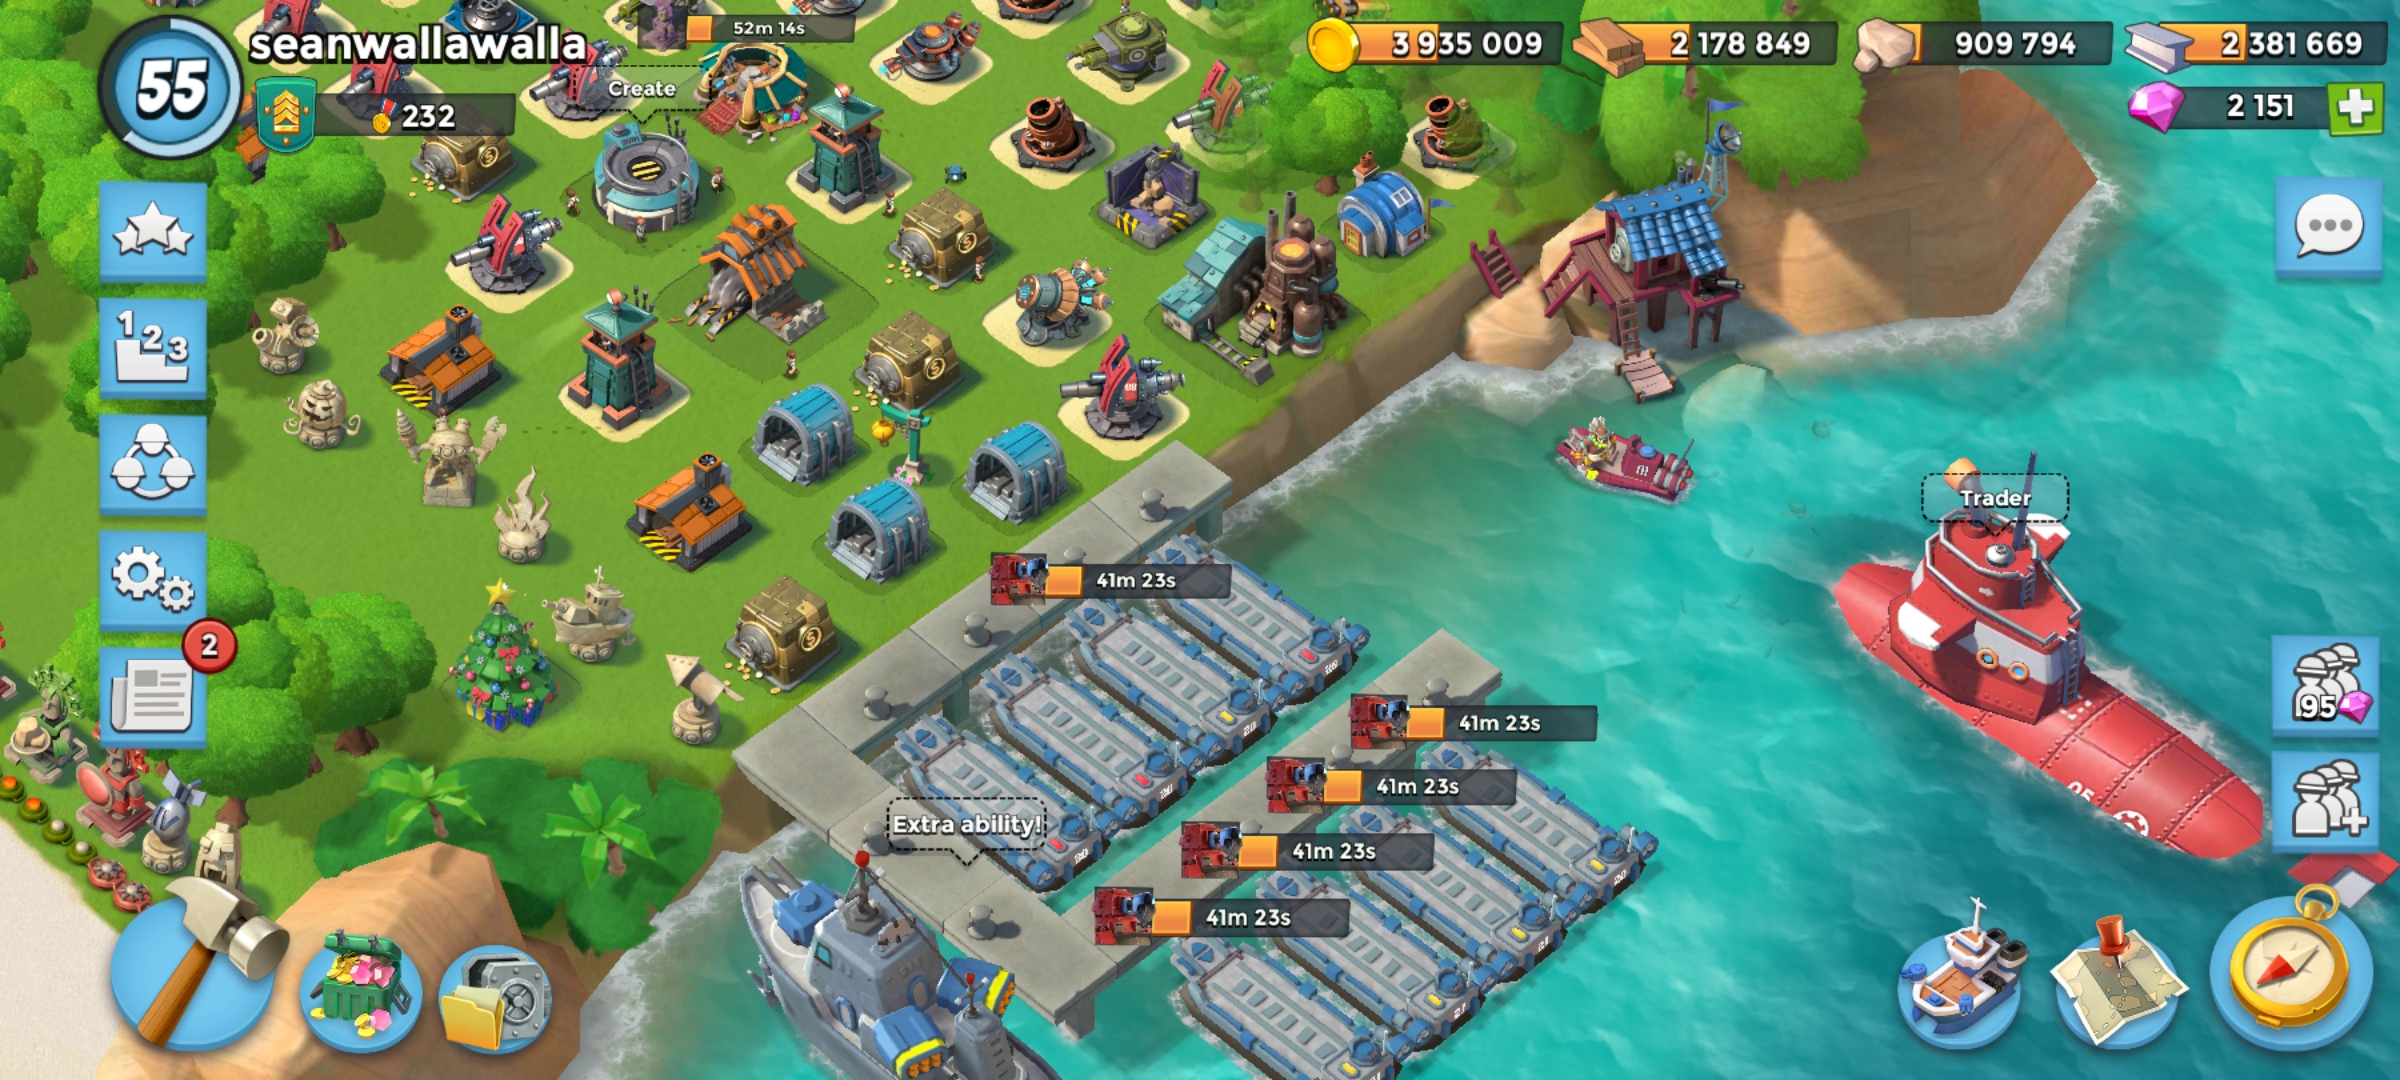 55
seanwallawalla
232
52m 14s
3 935 009
2 178 849
909 794
2 381 669
2 151
Create
123
2
Trader
41m 23s
41m 23s
41m 23s
41m 23s
41m 23s
Extra ability!
95